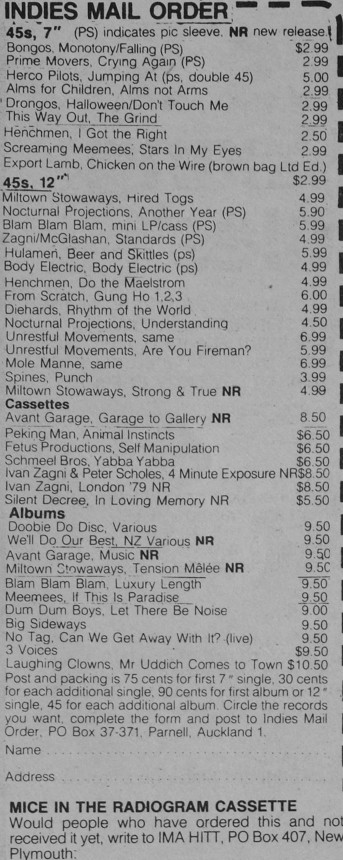 INDIES MAIL ORDER
45s, 7" (PS) indicates pic sleeve. NR new release.
Bongos, Monotony/Falling (PS) $2.99
Prime Movers, Crying Again (PS) 2.99
Herco Pilots, Jumping At (ps, double 45) 5.00
Alms for Children, Alms not Arms 2.99
Drongos, Halloween/Don't Touch Me 2.99
This Way Out, The Grind 2.99
Henchmen, I Got the Right 2.50
Screaming Meemees, Stars In My Eyes 2.99
Export Lamb, Chicken on the Wire (brown bag Ltd Ed.)
$2.99
45s, 12"
Miltown Stowaways, Hired Togs 4.99
Nocturnal Projections, Another Year (PS) 5.90
Blam Blam Blam, mini LP/cass (PS) 5.99
Zagni/McGlashan, Standards (PS) 4.99
Hulamen, Beer and Skittles (ps) 5.99
Body Electric, Body Electric (ps) 4.99
Henchmen, Do the Maelstrom 4.99
From Scratch, Gung Ho 1,2,3 6.00
Diehards, Rhythm of the World 4.99
Nocturnal Projections, Understanding 4.50
Unrestful Movements, same 6.99
Unrestful Movements, Are You Fireman? 5.99
Mole Manne, same 6.99
Spines, Punch 3.99
Miltown Stowaways, Strong & True NR 4.99
Cassettes
Avant Garage, Garage to Gallery NR 8.50
Peking Man, Animal Instincts $6.50
Fetus Productions, Self Manipulation $6.50
Schmeel Bros, Yabba Yabba $6.50
Ivan Zagni & Peter Scholes, 4 Minute Exposure NR $8.50
Ivan Zagni, London '79 NR $8.50
Silent Decree, In Loving Memory NR $5.50
Albums
Doobie Do Disc, Various 9.50
We'll Do Our Best, NZ Various NR 9.50
Avant Garage, Music NR 9.50
Miltown Stowaways, Tension Mêlée NR 9.50
Blam Blam Blam, Luxury Length 9.50
Meemees, If This Is Paradise 9.50
Dum Dum Boys, Let There Be Noise 9.00
Big Sideways 9.50
No Tag, Can We Get Away With It? (live) 9.50
3 Voices $9.50
Laughing Clowns, Mr Uddich Comes to Town $10.50
Post and packing is 75 cents for first 7" single, 30 cents
for each additional single, 90 cents for first album or 12"
single, 45 for each additional album. Circle the records
you want, complete the form and post to Indies Mail
Order, PO Box 37-371, Parnell, Auckland 1.
Name
Address
MICE IN THE RADIOGRAM CASSETTE
Would people who have ordered this and not
received it yet, write to IMA HITT, PO Box 407, New
Plymouth: